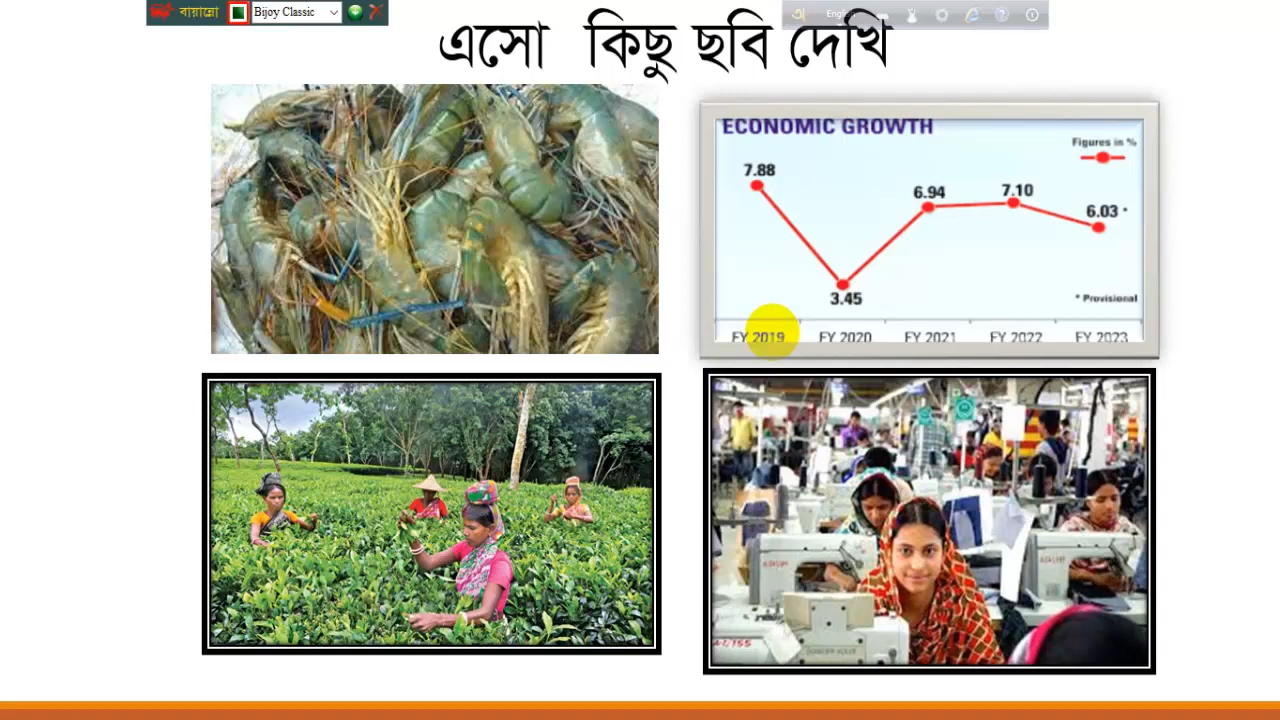 বায়ান্নো
Bijoy Classic
English
এসো কিছু ছবি দেখি
ECONOMIC GROWTH
Figures in %
7.88
6.94
7.10
6.03 *
3.45
* Provisional
FY 2019
FY 2020
FY 2021
FY 2022
FY 2023